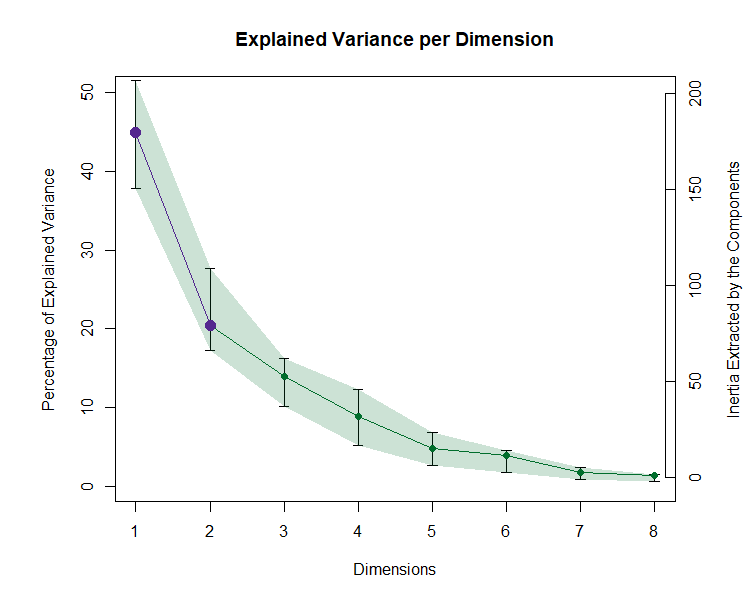 Explained Variance per Dimension
Percentage of Explained Variance
50
40
30
20
10
0
200
150
100
50
0
Inertia Extracted by the Components
1 2 3 4 5 6 7 8
Dimensions